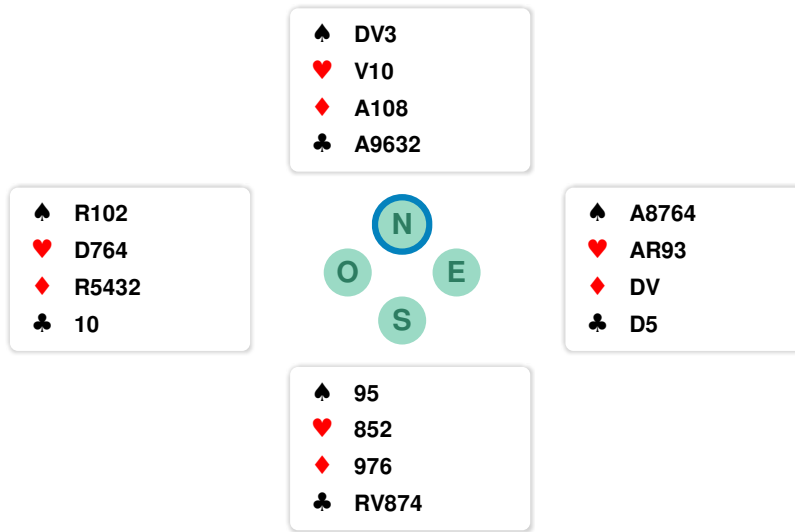 ♠ DV3
♥ V10
♦ A108
♣ A9632
♠ R102
♥ D764
♦ R5432
♣ 10
N
O
E
S
♠ A8764
♥ AR93
♦ DV
♣ D5
♠ 95
♥ 852
♦ 976
♣ RV874